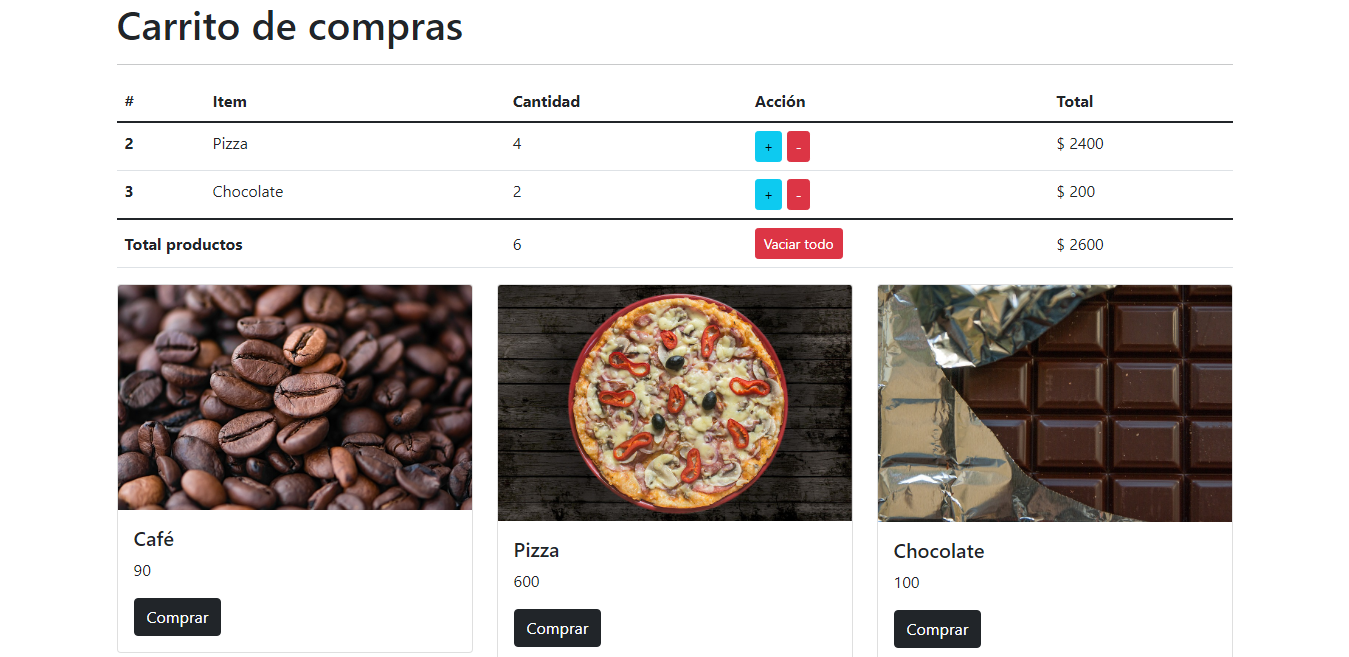 Carrito de compras
# Item Cantidad Acción Total
2 Pizza 4 + - $ 2400
3 Chocolate 2 + - $ 200
Total productos 6 Vaciar todo $ 2600
Café
90
Comprar
Pizza
600
Comprar
Chocolate
100
Comprar